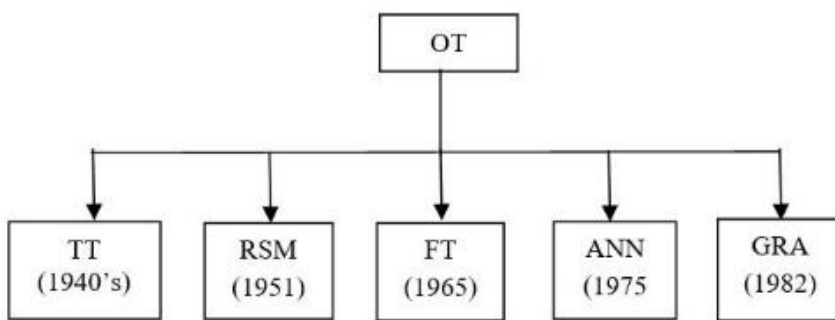 OT
TT
(1940’s)
RSM
(1951)
FT
(1965)
ANN
(1975
GRA
(1982)